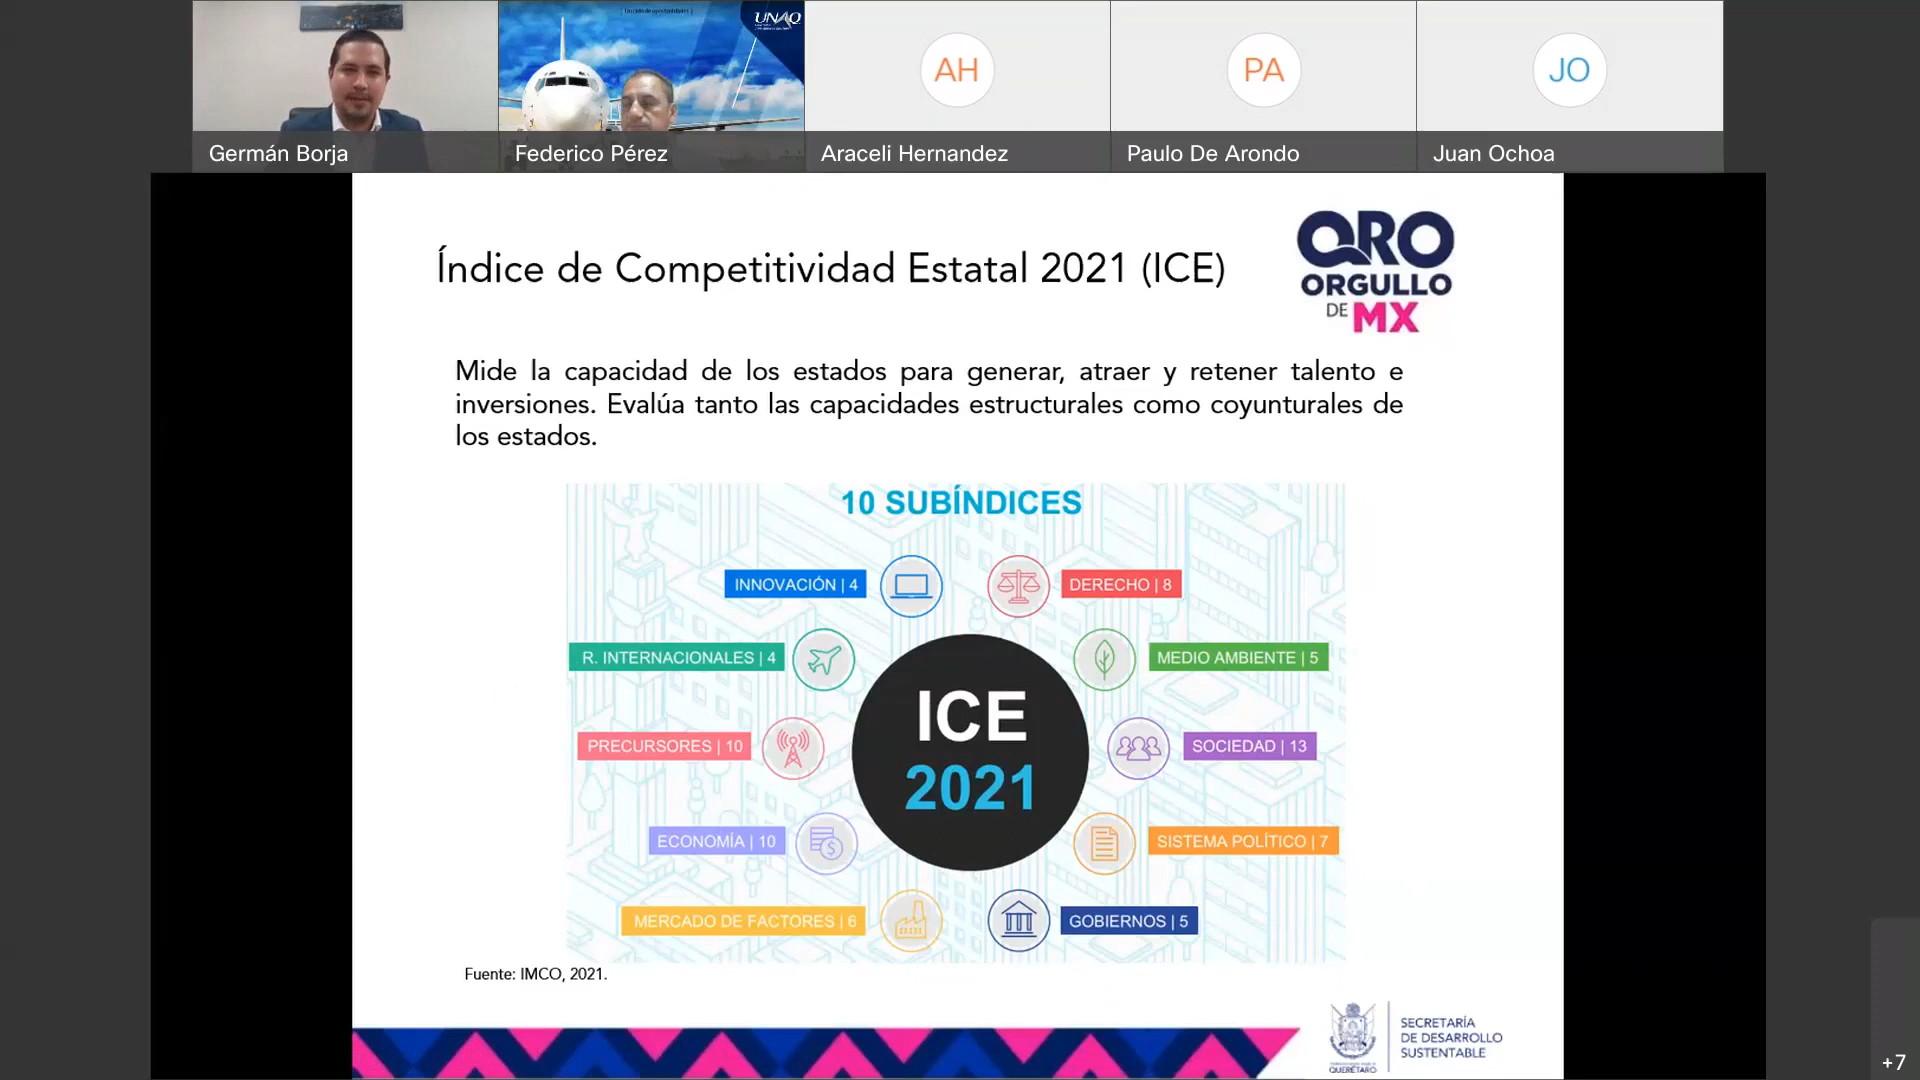 UNAQ
AH
PA
JO
Germán Borja
Federico Pérez
Araceli Hernandez
Paulo De Arondo
Juan Ochoa
Índice de Competitividad Estatal 2021 (ICE)
QRO
ORGULLO
DE MX
Mide la capacidad de los estados para generar, atraer y retener talento e
inversiones. Evalúa tanto las capacidades estructurales como coyunturales de
los estados.
10 SUBÍNDICES
INNOVACIÓN | 4
DERECHO | 8
R. INTERNACIONALES | 4
MEDIO AMBIENTE | 5
ICE
2021
PRECURSORES | 10
SOCIEDAD | 13
ECONOMÍA | 10
SISTEMA POLÍTICO | 7
MERCADO DE FACTORES | 6
GOBIERNOS | 5
Fuente: IMCO, 2021.
SECRETARÍA
DE DESARROLLO
SUSTENTABLE
QUERÉTARO
+7